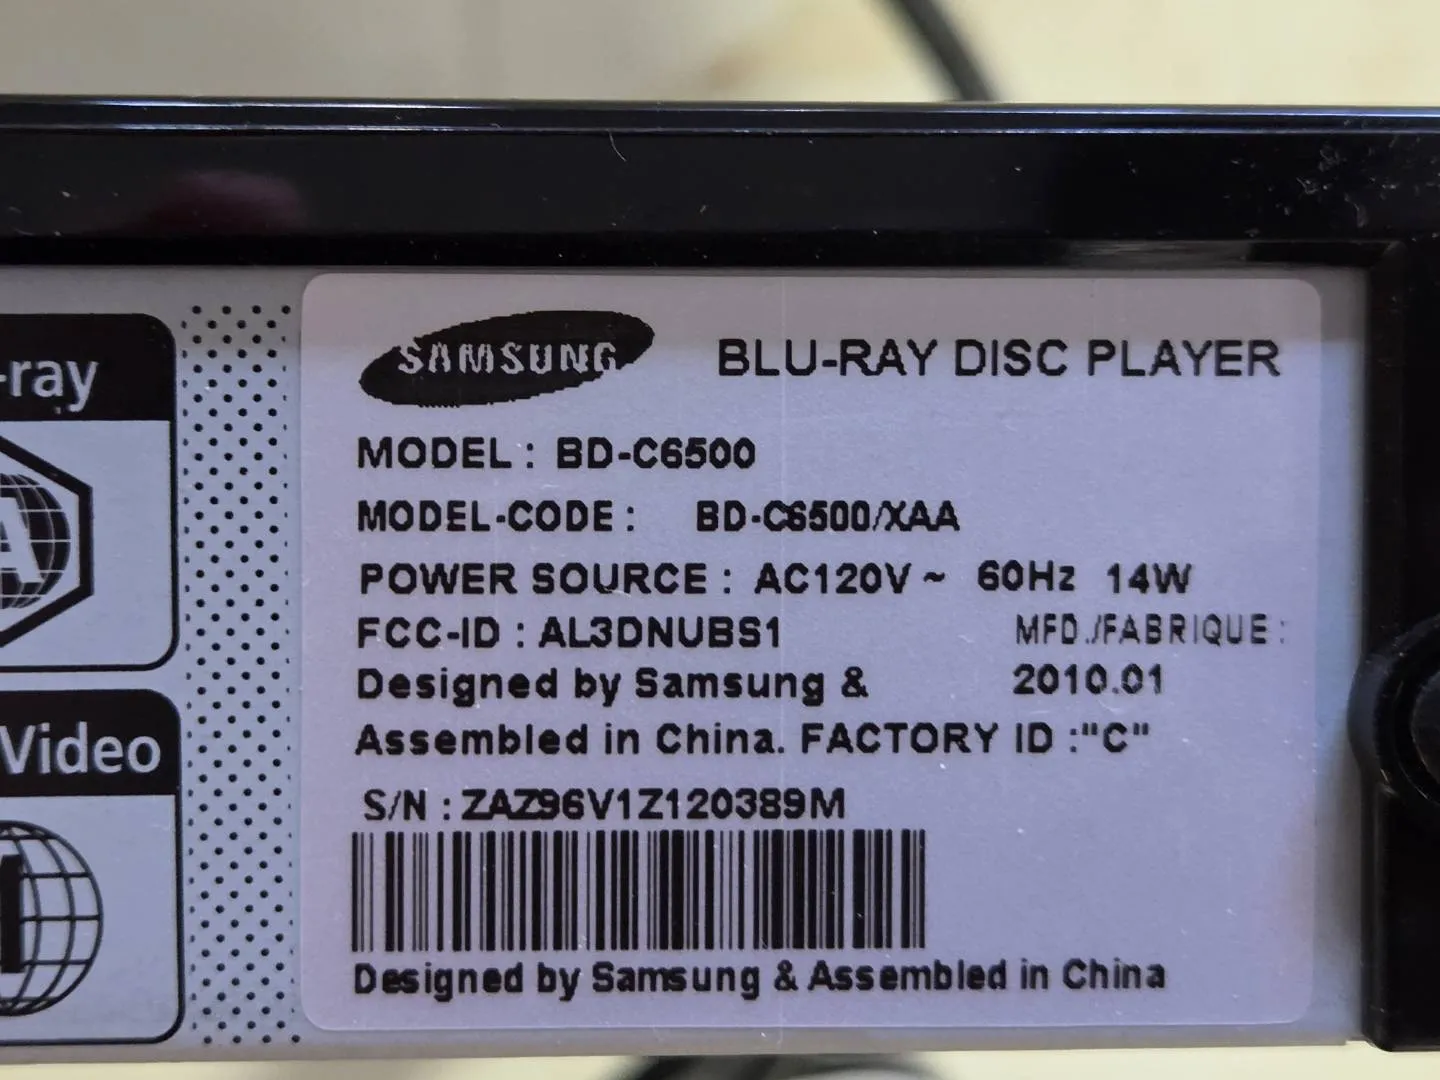 -ray
A
Video
SAMSUNG BLU-RAY DISC PLAYER
MODEL : BD-C6500
MODEL-CODE : BD-C6500/XAA
POWER SOURCE : AC120V ~ 60Hz 14W
FCC-ID : AL3DNUBS1 MFD./FABRIQUE :
Designed by Samsung & 2010.01
Assembled in China. FACTORY ID :"C"
S/N : ZAZ96V1Z120389M
Designed by Samsung & Assembled in China